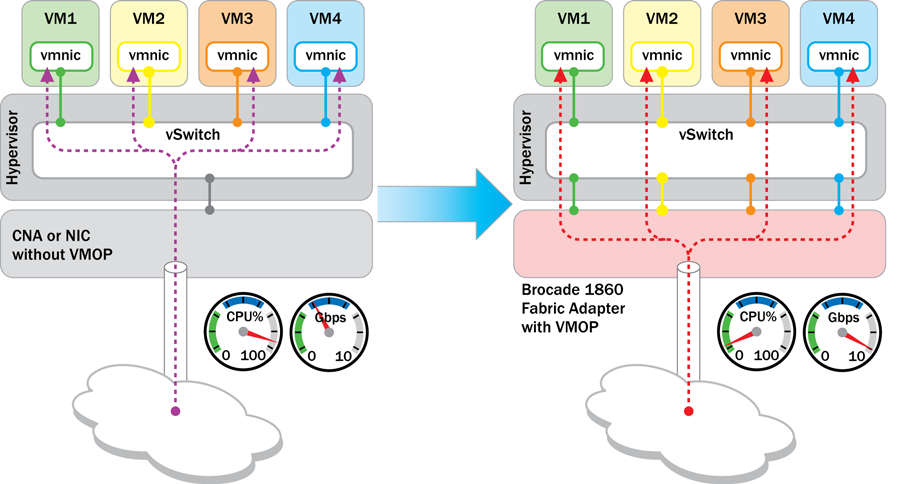 VM1
VM2
VM3
VM4
vmnic
vmnic
vmnic
vmnic
Hypervisor
vSwitch
CNA or NIC
without VMOP
CPU%
0 100
Gbps
0 10
VM1
VM2
VM3
VM4
vmnic
vmnic
vmnic
vmnic
Hypervisor
vSwitch
Brocade 1860
Fabric Adapter
with VMOP
CPU%
0 100
Gbps
0 10